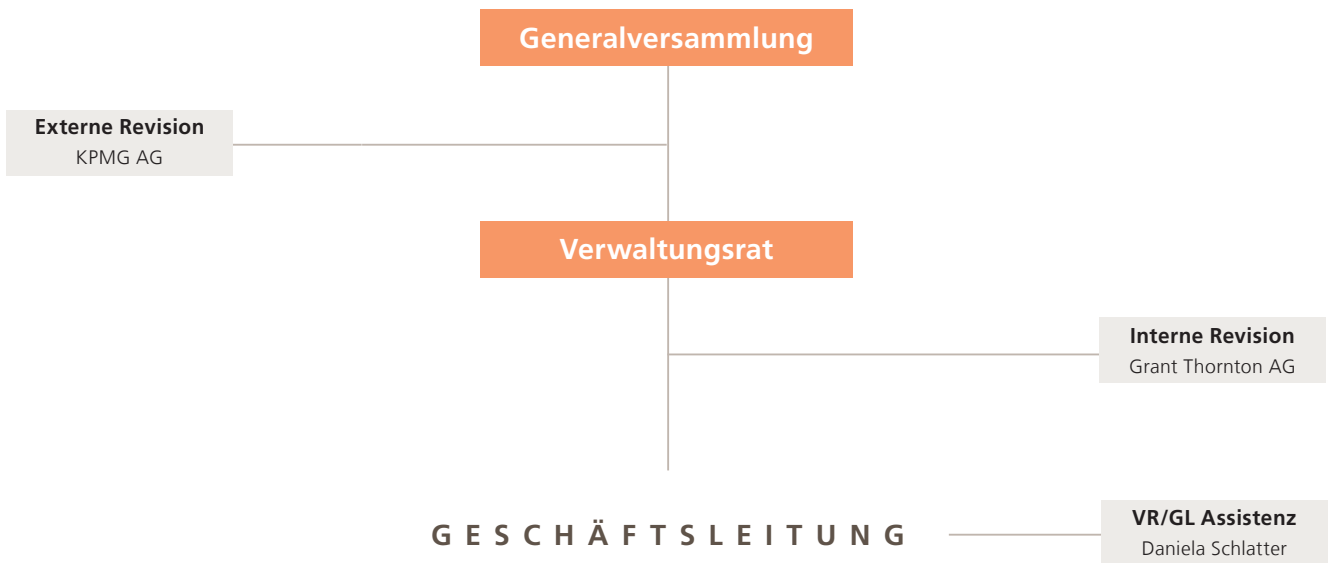 Generalversammlung
Externe Revision
KPMG AG
Verwaltungsrat
Interne Revision
Grant Thornton AG
GESCHÄFTSLEITUNG
VR/GL Assistenz
Daniela Schlatter